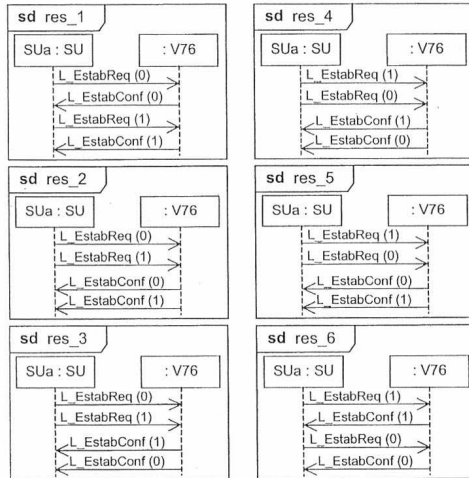 sd res_1
SUa : SU
: V76
L_EstabReq (0)
L_EstabConf (0)
L_EstabReq (1)
L_EstabConf (1)
sd res_2
SUa : SU
: V76
L_EstabReq (0)
L_EstabReq (1)
L_EstabConf (0)
L_EstabConf (1)
sd res_3
SUa : SU
: V76
L_EstabReq (0)
L_EstabReq (1)
L_EstabConf (1)
L_EstabConf (0)
sd res_4
SUa : SU
: V76
L_EstabReq (1)
L_EstabReq (0)
L_EstabConf (1)
L_EstabConf (0)
sd res_5
SUa : SU
: V76
L_EstabReq (1)
L_EstabReq (0)
L_EstabConf (0)
L_EstabConf (1)
sd res_6
SUa : SU
: V76
L_EstabReq (1)
L_EstabConf (1)
L_EstabReq (0)
L_EstabConf (0)